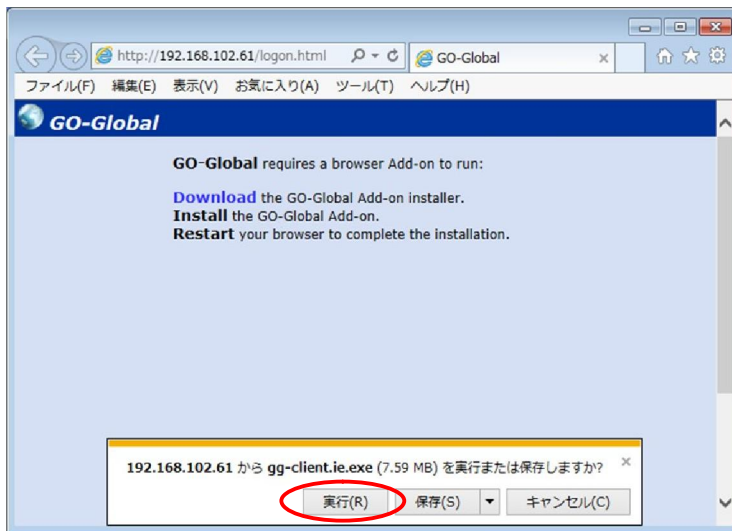 http://192.168.102.61/logon.html
GO-Global
ファイル(F) 編集(E) 表示(V) お気に入り(A) ツール(T) ヘルプ(H)
GO-Global
GO-Global requires a browser Add-on to run:
Download the GO-Global Add-on installer.
Install the GO-Global Add-on.
Restart your browser to complete the installation.
192.168.102.61 から gg-client.ie.exe (7.59 MB) を実行または保存しますか?
実行(R) 保存(S) キャンセル(C)